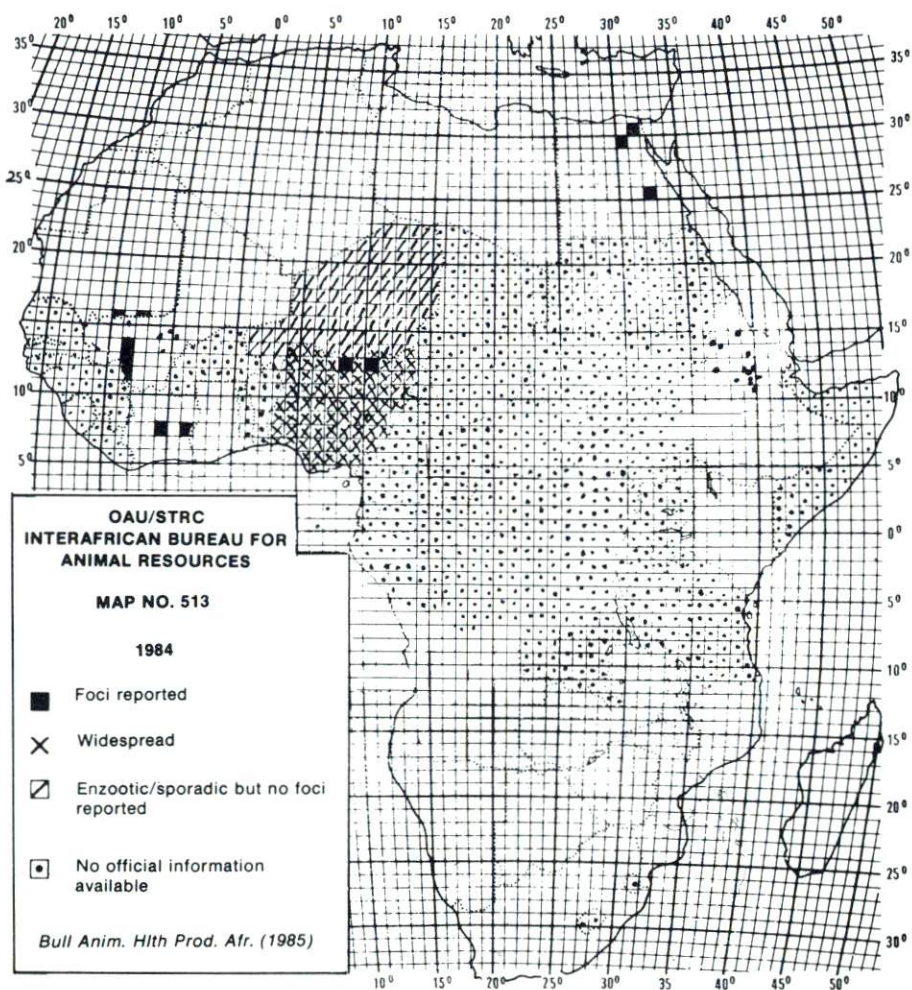 20° 15° 10° 5° 0° 5° 10° 15° 20° 25° 30° 35° 40° 45° 50°
35° 35°
30° 30°
25° 25°
20° 20°
15° 15°
10° 10°
5° 5°
0°
5°
10°
15°
20°
25°
30°
10° 15° 20° 25° 30° 35° 40° 45° 50°
OAU/STRC
INTERAFRICAN BUREAU FOR
ANIMAL RESOURCES
MAP NO. 513
1984
Foci reported
Widespread
Enzootic/sporadic but no foci
reported
No official information
available
Bull Anim. Hlth Prod. Afr. (1985)